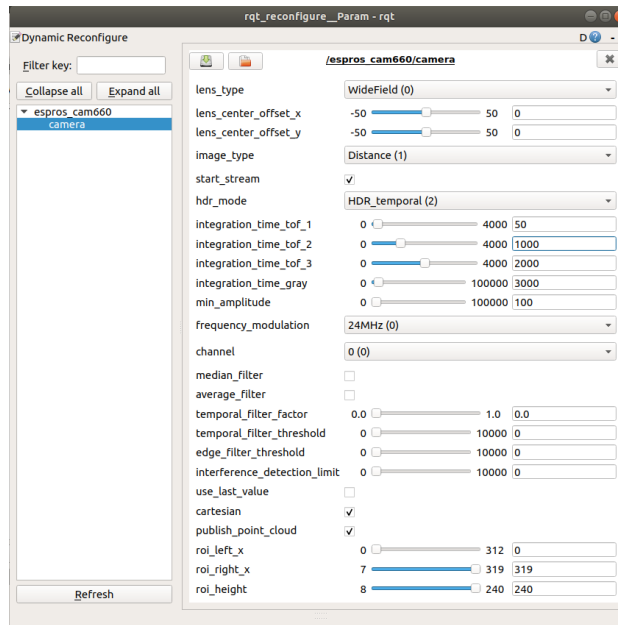 rqt_reconfigure__Param - rqt
Dynamic Reconfigure
D ? -
Filter key:
Collapse all Expand all
espros_cam660
camera
Refresh
/espros_cam660/camera
lens_type WideField (0)
lens_center_offset_x -50 50 0
lens_center_offset_y -50 50 0
image_type Distance (1)
start_stream
hdr_mode HDR_temporal (2)
integration_time_tof_1 0 4000 50
integration_time_tof_2 0 4000 1000
integration_time_tof_3 0 4000 2000
integration_time_gray 0 100000 3000
min_amplitude 0 100000 100
frequency_modulation 24MHz (0)
channel 0 (0)
median_filter
average_filter
temporal_filter_factor 0.0 1.0 0.0
temporal_filter_threshold 0 10000 0
edge_filter_threshold 0 10000 0
interference_detection_limit 0 10000 0
use_last_value
cartesian
publish_point_cloud
roi_left_x 0 312 0
roi_right_x 7 319 319
roi_height 8 240 240